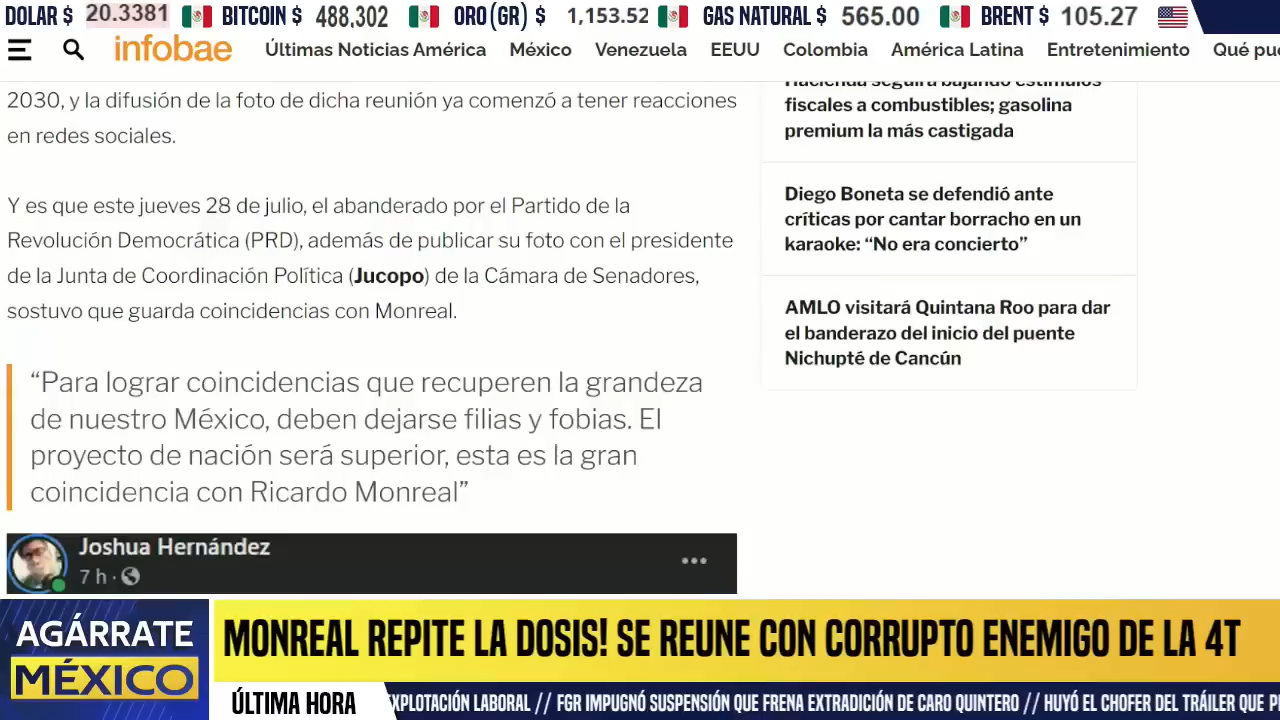 DOLAR $ 20.3381 BITCOIN $ 488,302 ORO(GR) $ 1,153.52 GAS NATURAL $ 565.00 BRENT $ 105.27
infobae Últimas Noticias América México Venezuela EEUU Colombia América Latina Entretenimiento Qué pue
2030, y la difusión de la foto de dicha reunión ya comenzó a tener reacciones
en redes sociales.
Y es que este jueves 28 de julio, el abanderado por el Partido de la
Revolución Democrática (PRD), además de publicar su foto con el presidente
de la Junta de Coordinación Política (Jucopo) de la Cámara de Senadores,
sostuvo que guarda coincidencias con Monreal.
“Para lograr coincidencias que recuperen la grandeza
de nuestro México, deben dejarse filias y fobias. El
proyecto de nación será superior, esta es la gran
coincidencia con Ricardo Monreal”
Joshua Hernández
7 h ·
Hacienda seguirá bajando estímulos
fiscales a combustibles; gasolina
premium la más castigada
Diego Boneta se defendió ante
críticas por cantar borracho en un
karaoke: “No era concierto”
AMLO visitará Quintana Roo para dar
el banderazo del inicio del puente
Nichupté de Cancún
AGÁRRATE
MÉXICO
MONREAL REPITE LA DOSIS! SE REUNE CON CORRUPTO ENEMIGO DE LA 4T
ÚLTIMA HORA XPLOTACIÓN LABORAL // FGR IMPUGNÓ SUSPENSIÓN QUE FRENA EXTRADICIÓN DE CARO QUINTERO // HUYÓ EL CHOFER DEL TRÁILER QUE P